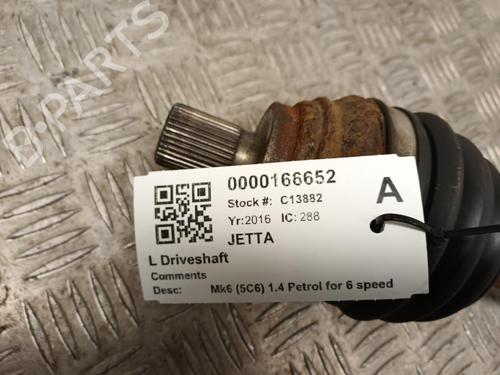 B-PARTS
0000168652
Stock #: C13882
Yr:2016 IC: 288
JETTA
A
L Driveshaft
Comments
Desc: Mk6 (5C6) 1.4 Petrol for 6 speed